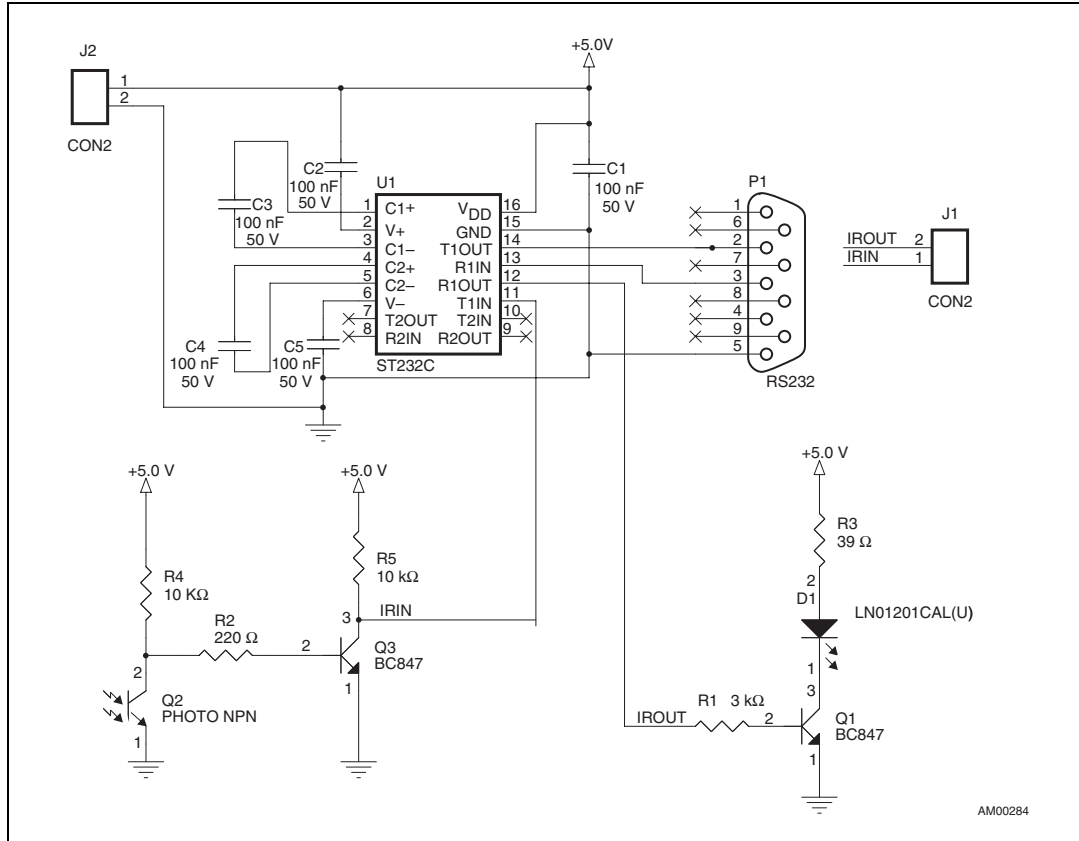 J2
1
2
CON2
+5.0V
C2
100 nF
50 V
C3
100 nF
50 V
C1
100 nF
50 V
U1
1 C1+
2 V+
3 C1−
4 C2+
5 C2−
6 V−
7 T2OUT
8 R2IN
VDD 16
GND 15
T1OUT 14
R1IN 13
R1OUT 12
T1IN 11
T2IN 10
R2OUT 9
ST232C
C4
100 nF
50 V
C5
100 nF
50 V
P1
1
6
2
7
3
8
4
9
5
RS232
J1
IROUT 2
IRIN 1
CON2
+5.0 V
R4
10 KΩ
R2
220 Ω
2
Q2
PHOTO NPN
1
+5.0 V
R5
10 kΩ
3
IRIN
2
Q3
BC847
1
+5.0 V
R3
39 Ω
2
D1
LN01201CAL(U)
1
3
IROUT
R1 3 kΩ
2
Q1
BC847
1
AM00284